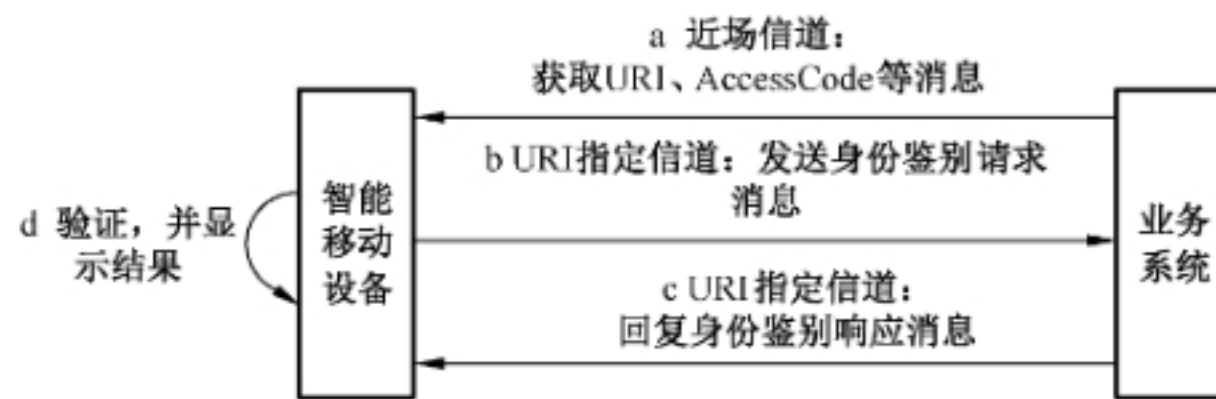 a 近场信道：
获取URI、AccessCode等消息
b URI指定信道：发送身份鉴别请求
消息
智能
移动
设备
d 验证，并显
示结果
业务
系统
c URI指定信道：
回复身份鉴别响应消息